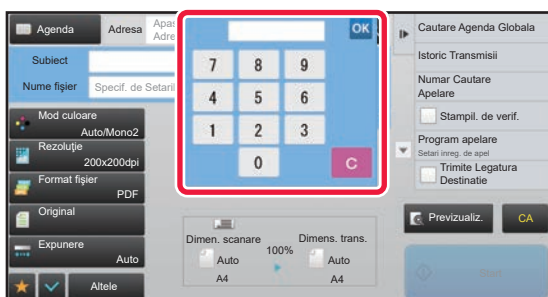 Agenda
Adresa
Subiect
Nume fişier
Specif. de
Mod culoare
Auto/Mono2
Rezoluţie
200x200dpi
Format fişier
PDF
Original
Expunere
Auto
Altele
OK
7 8 9
4 5 6
1 2 3
0 C
Dimen. scanare
100%
Dimens. trans.
Auto
A4
Auto
A4
Cautare Agenda Globala
Istoric Transmisii
Numar Cautare
Apelare
Stampil. de verif.
Program apelare
Setari inreg. de apel
Trimite Legatura
Destinatie
Previzualiz.
CA
Start